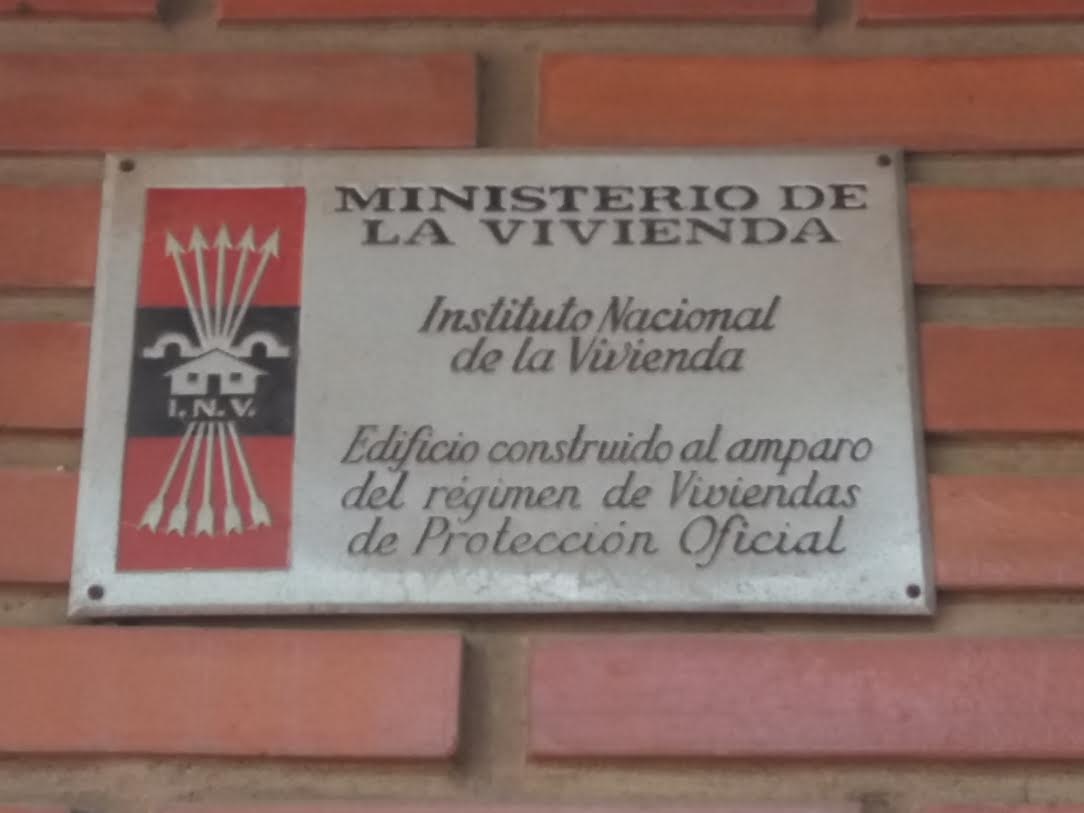 MINISTERIO DE
LA VIVIENDA
Instituto Nacional
de la Vivienda
I. N. V.
Edificio construido al amparo
del régimen de Viviendas
de Protección Oficial